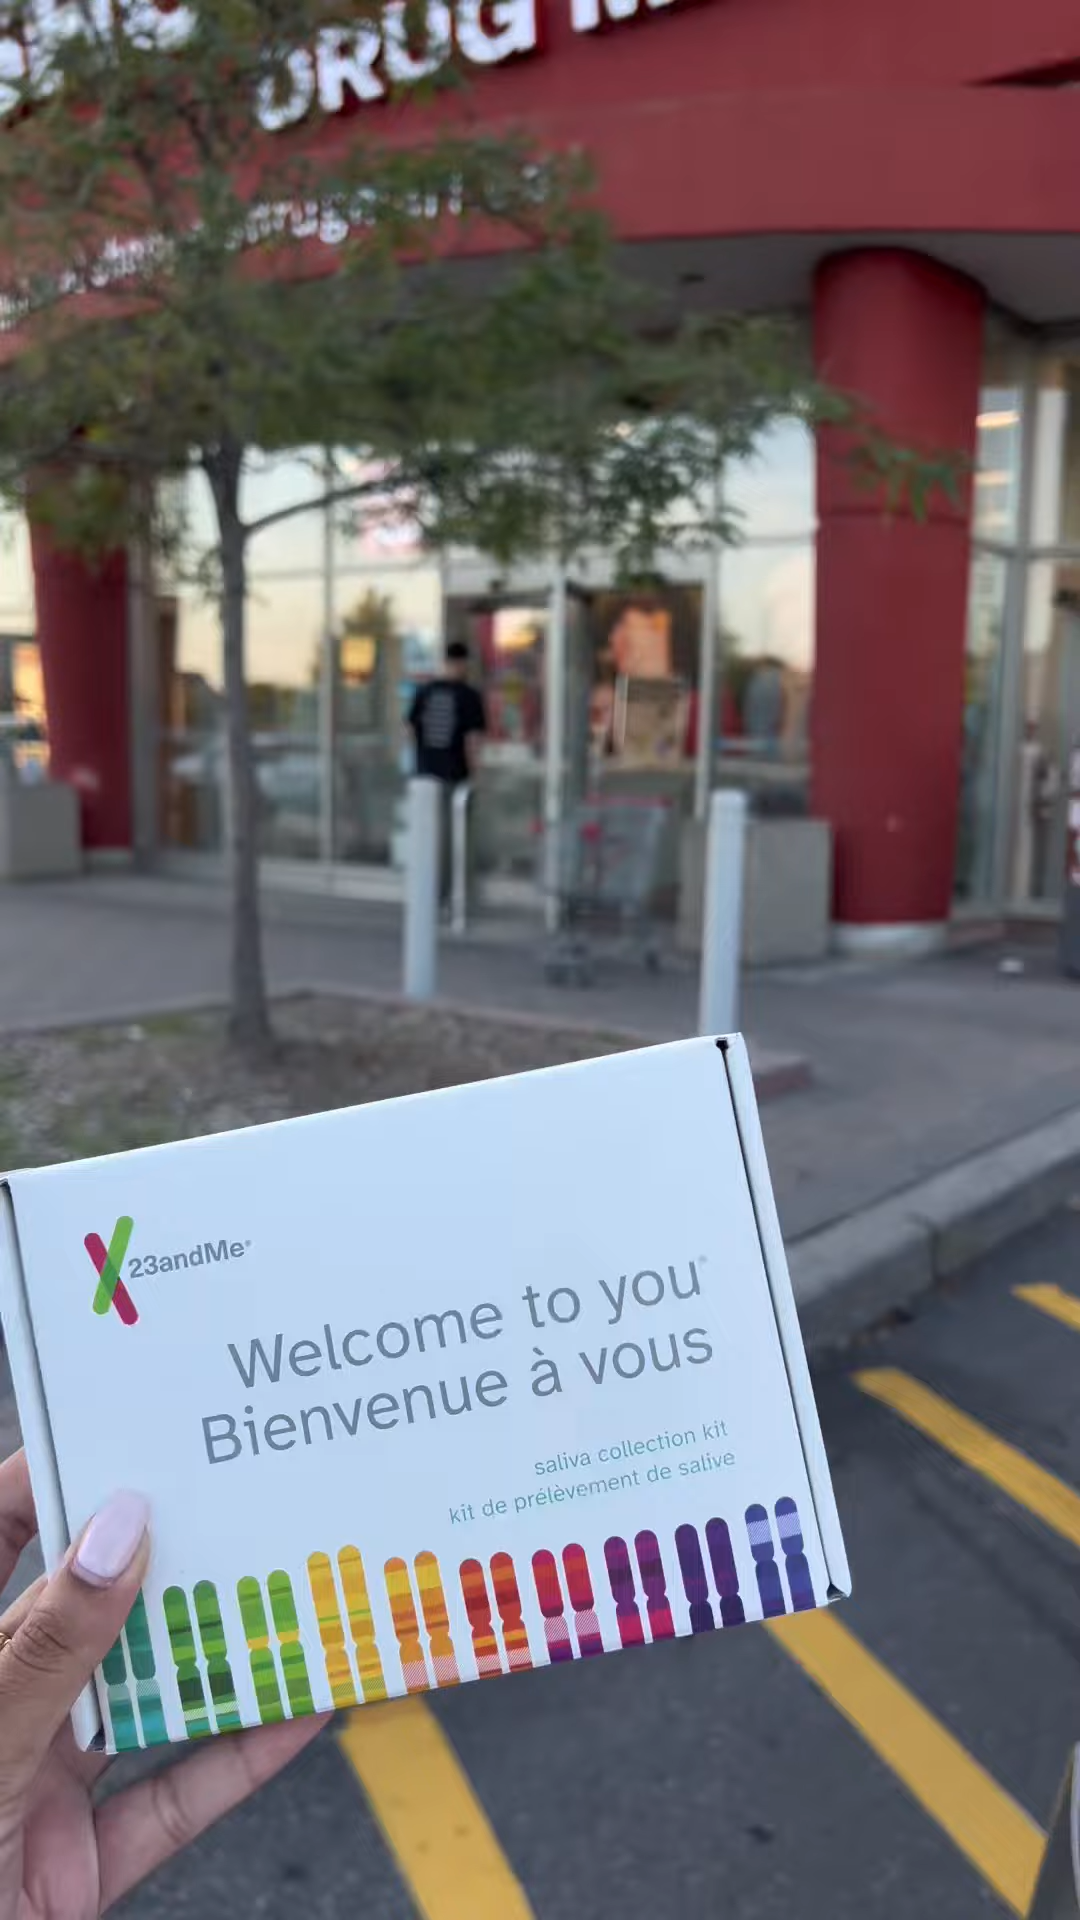 DRUG
23andMe®
Welcome to you®
Bienvenue à vous
saliva collection kit
kit de prélèvement de salive